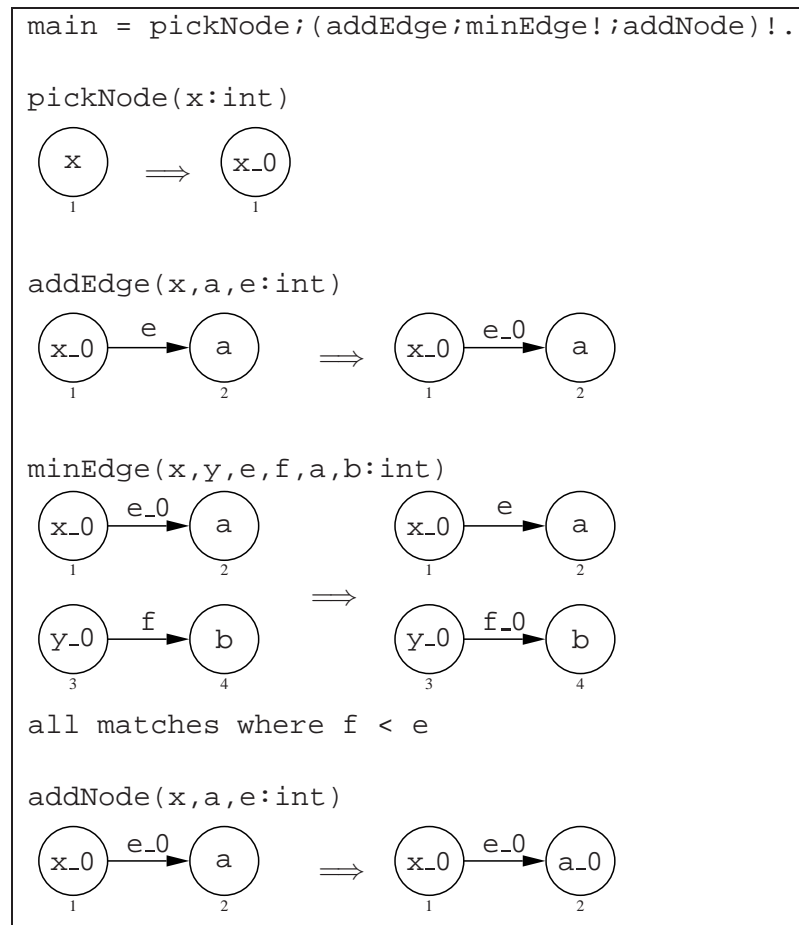 main = pickNode;(addEdge;minEdge!;addNode)!.
pickNode(x:int)
x ⟹ x_0
1 1
addEdge(x,a,e:int)
e e_0
x_0 a ⟹ x_0 a
1 2 1 2
minEdge(x,y,e,f,a,b:int)
e_0 e
x_0 a x_0 a
1 2 1 2
⟹
f f_0
y_0 b y_0 b
3 4 3 4
all matches where f < e
addNode(x,a,e:int)
e_0 e_0
x_0 a ⟹ x_0 a_0
1 2 1 2